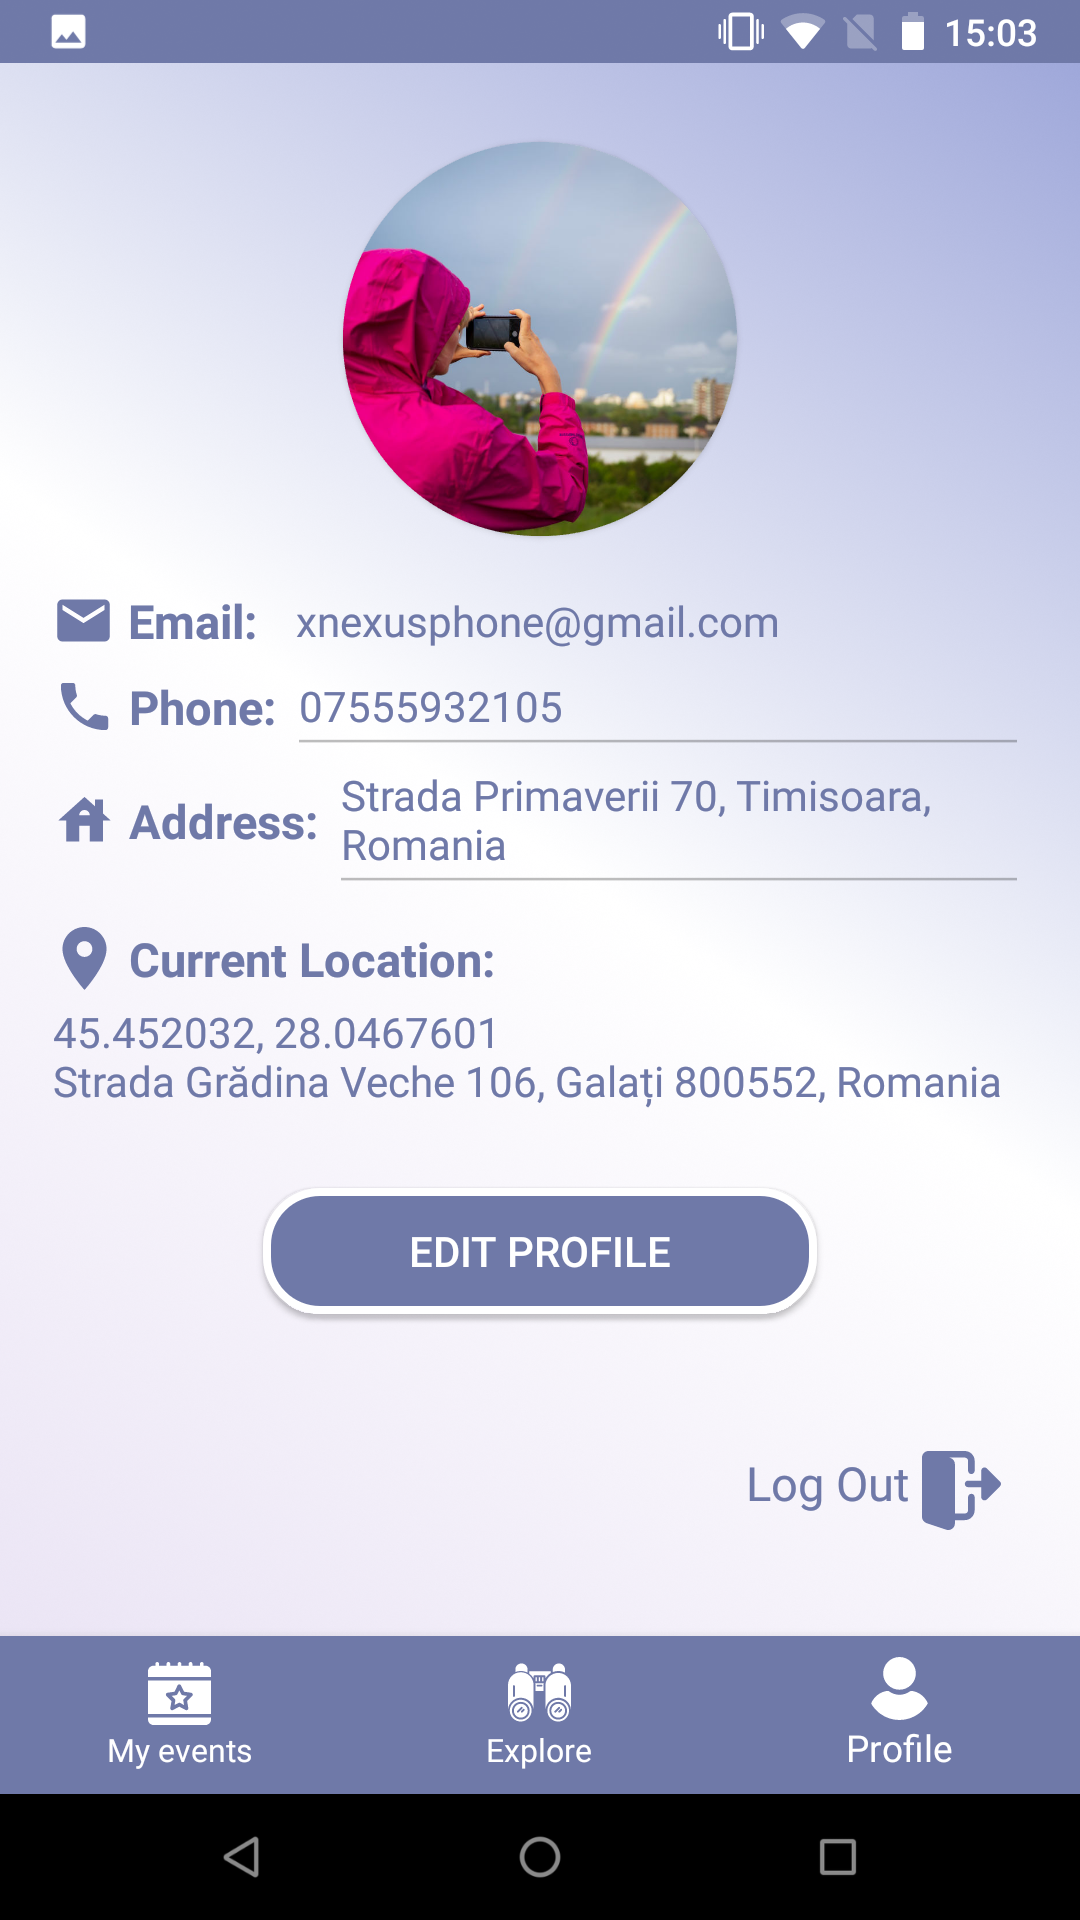 15:03
Email: xnexusphone@gmail.com
Phone: 07555932105
Address: Strada Primaverii 70, Timisoara,
Romania
Current Location:
45.452032, 28.0467601
Strada Grădina Veche 106, Galați 800552, Romania
EDIT PROFILE
Log Out
My events Explore Profile